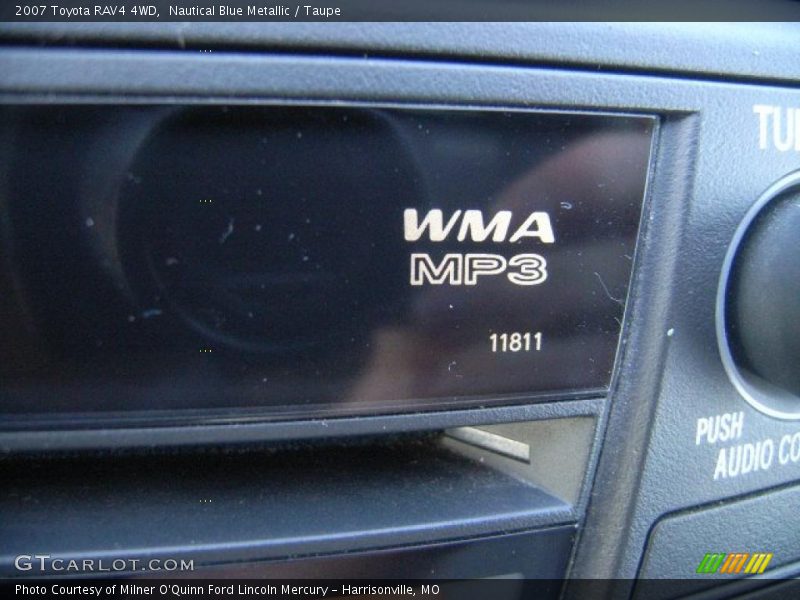 2007 Toyota RAV4 4WD,  Nautical Blue Metallic / Taupe
WMA
MP3
11811
PUSH
AUDIO
GTCARLOT.COM
Photo Courtesy of Milner O'Quinn Ford Lincoln Mercury – Harrisonville, MO